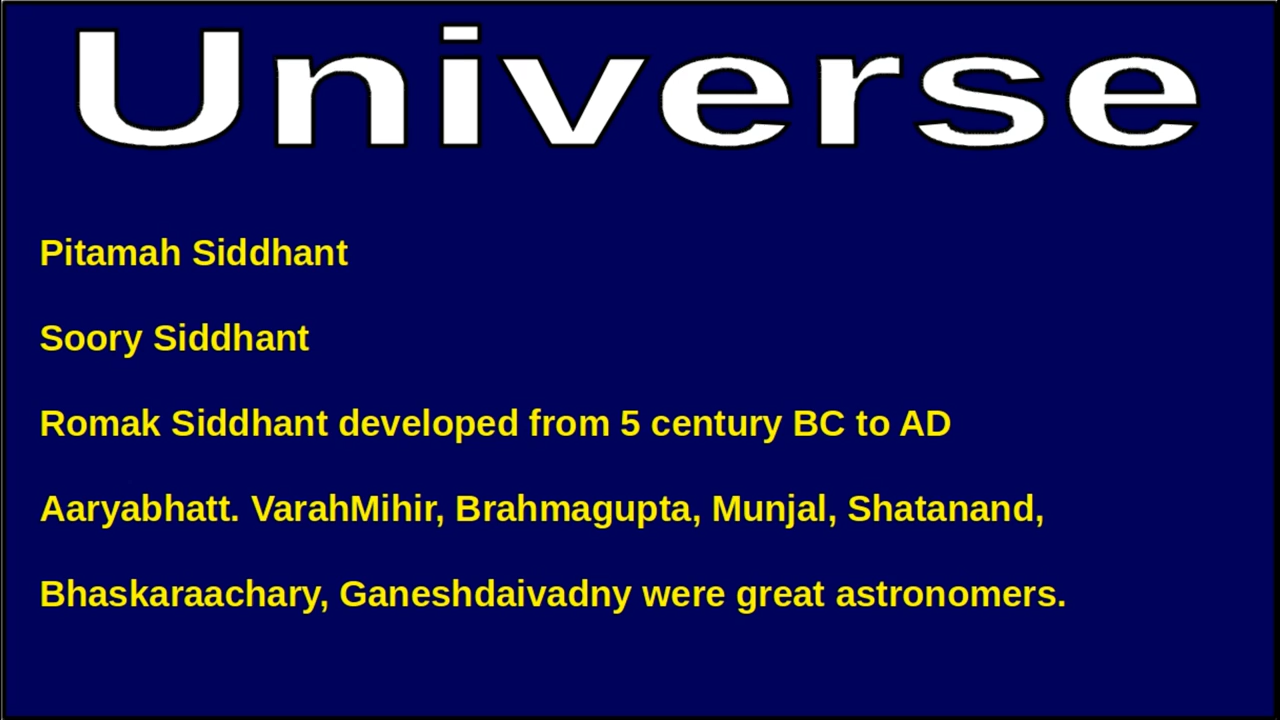 Universe
Pitamah Siddhant
Soory Siddhant
Romak Siddhant developed from 5 century BC to AD
Aaryabhatt. VarahMihir, Brahmagupta, Munjal, Shatanand,
Bhaskaraachary, Ganeshdaivadny were great astronomers.